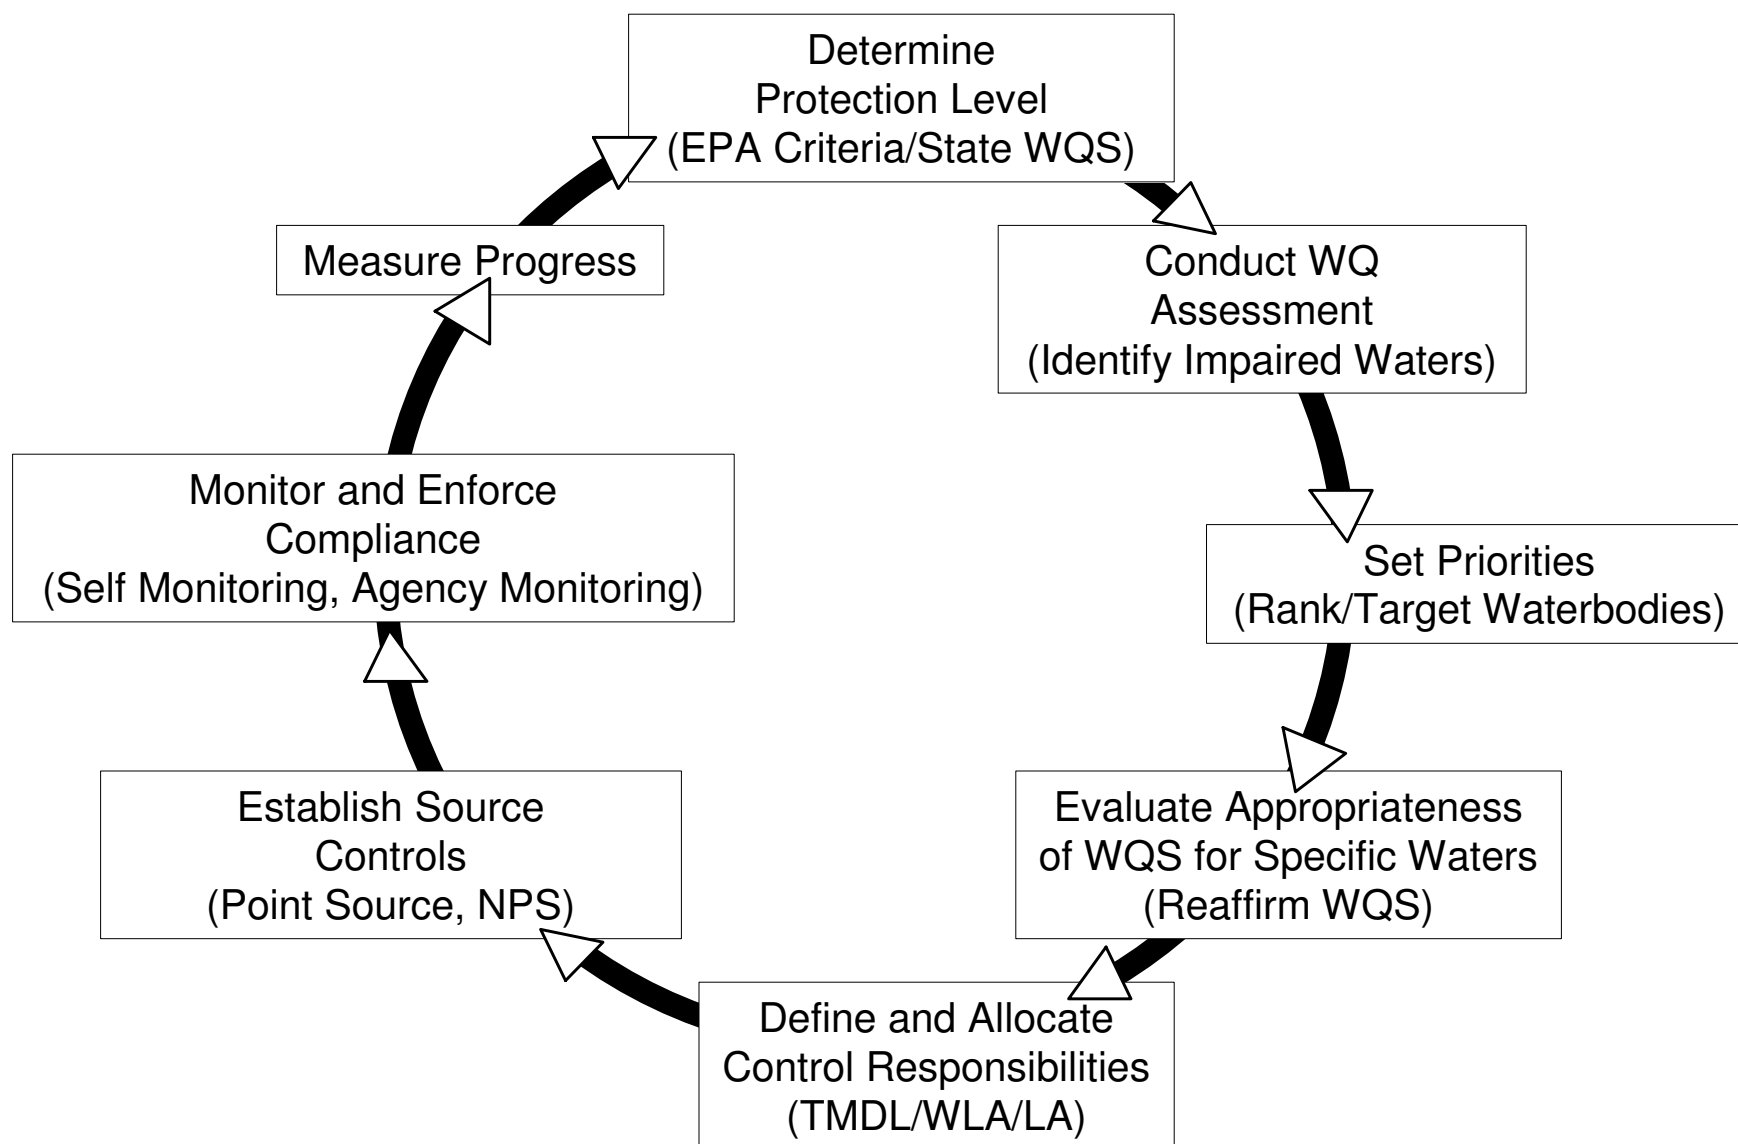 Determine
Protection Level
(EPA Criteria/State WQS)
Conduct WQ
Assessment
(Identify Impaired Waters)
Set Priorities
(Rank/Target Waterbodies)
Evaluate Appropriateness
of WQS for Specific Waters
(Reaffirm WQS)
Define and Allocate
Control Responsibilities
(TMDL/WLA/LA)
Establish Source
Controls
(Point Source, NPS)
Monitor and Enforce
Compliance
(Self Monitoring, Agency Monitoring)
Measure Progress